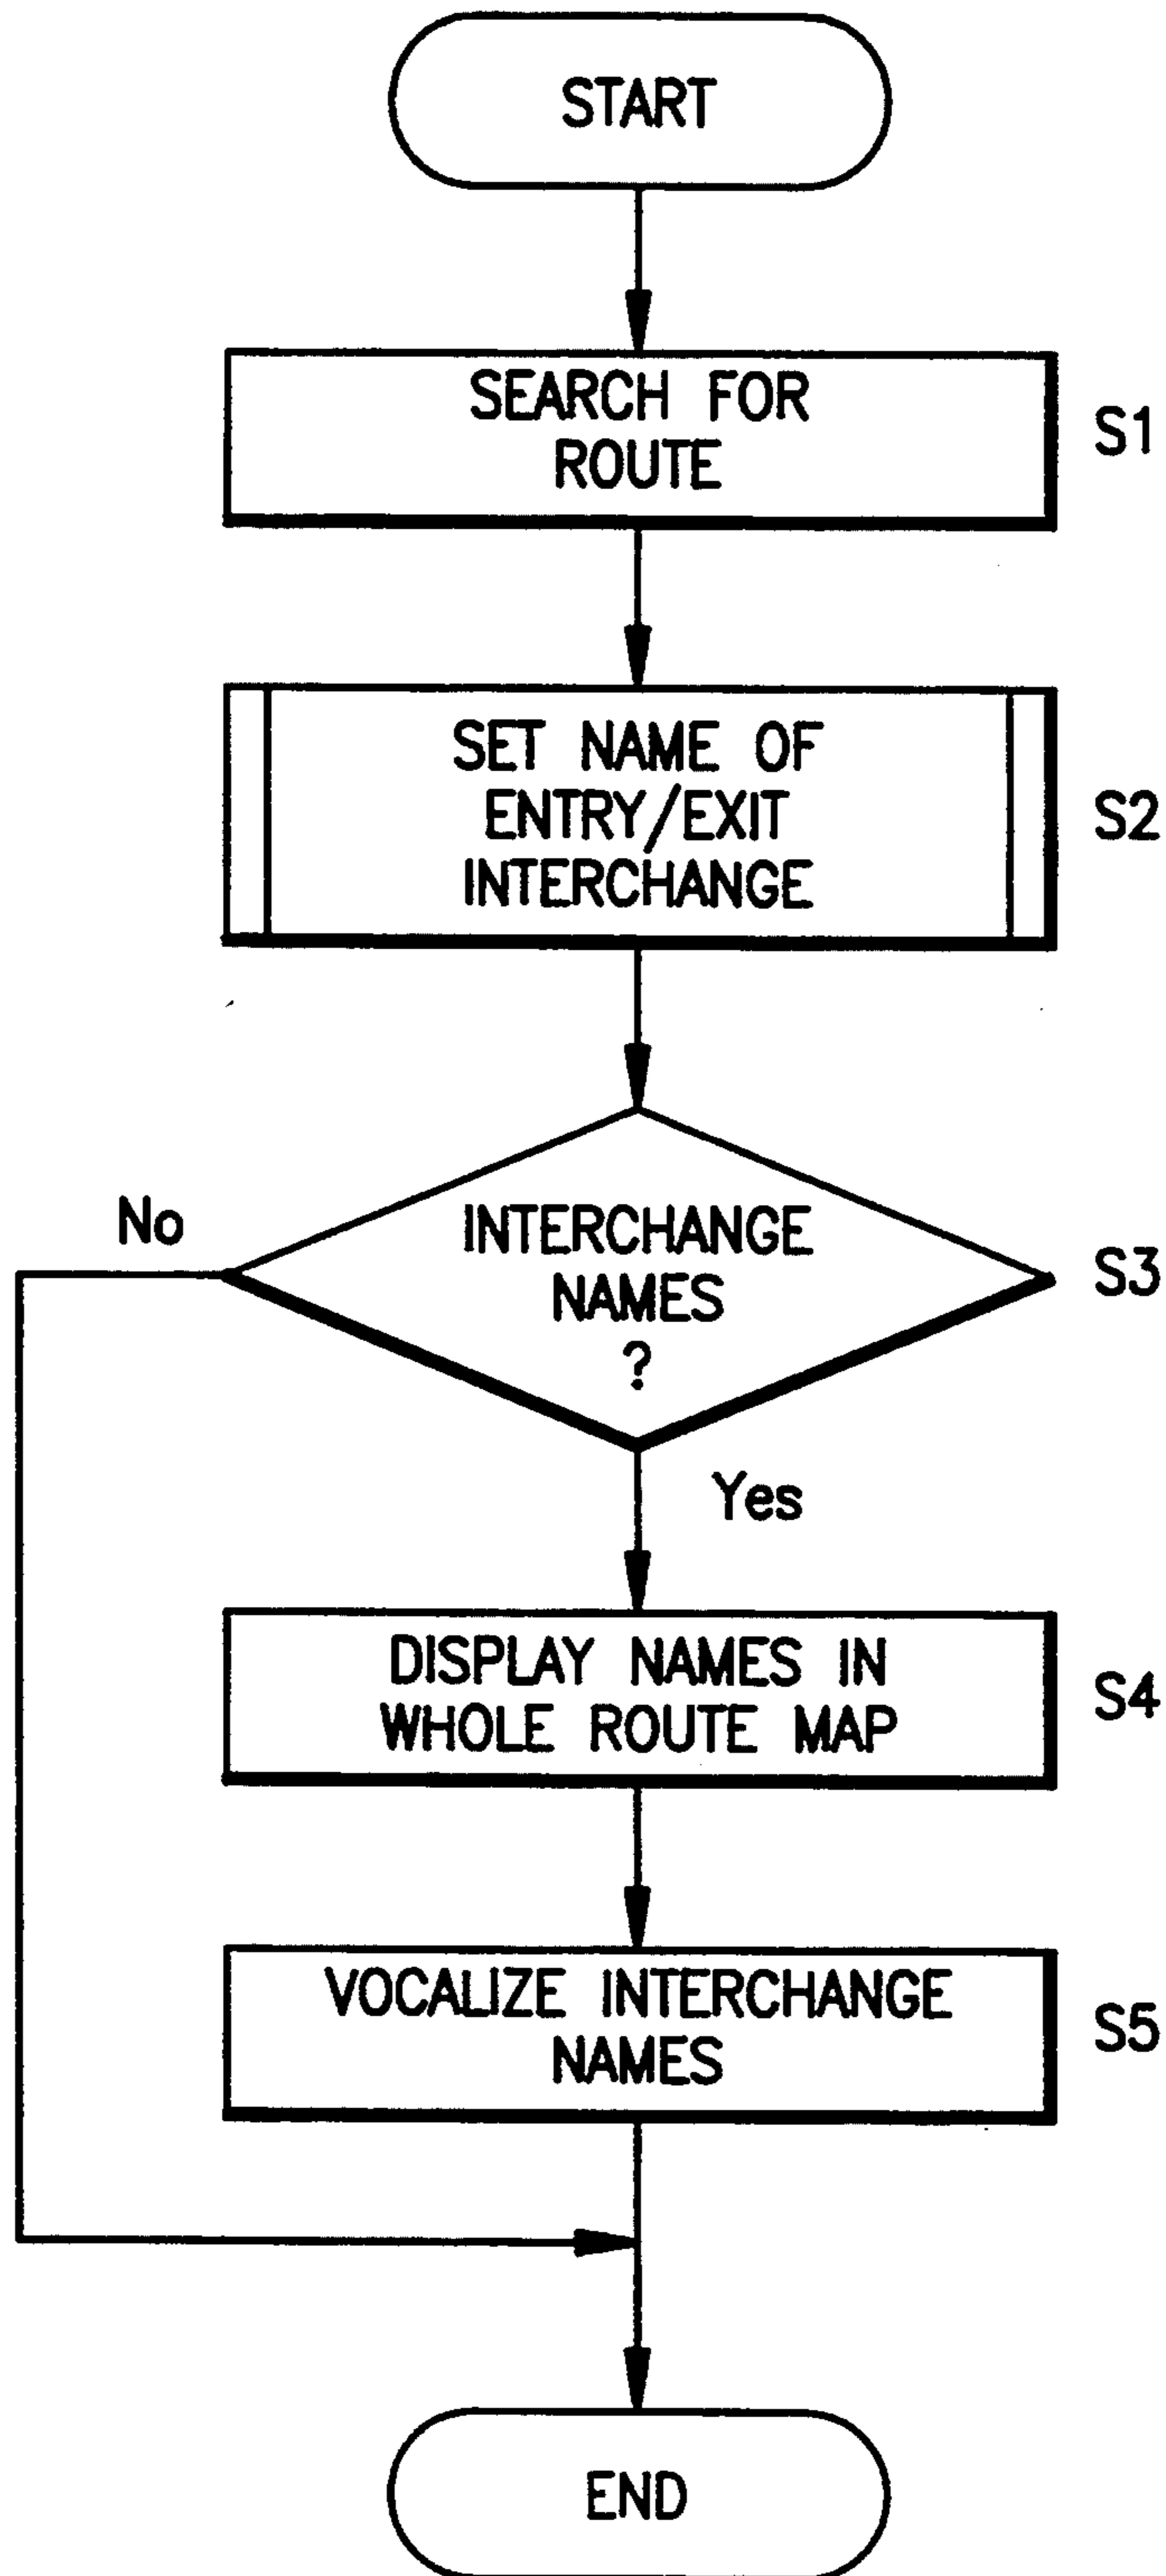 START
SEARCH FOR
ROUTE
S1
SET NAME OF
ENTRY/EXIT
INTERCHANGE
S2
No
INTERCHANGE
NAMES
?
S3
Yes
DISPLAY NAMES IN
WHOLE ROUTE MAP
S4
VOCALIZE INTERCHANGE
NAMES
S5
END